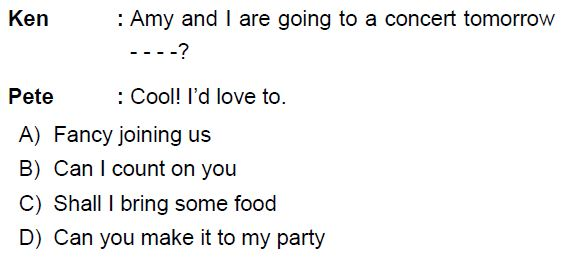 Ken : Amy and I are going to a concert tomorrow
- - - -?
Pete : Cool! I’d love to.
A) Fancy joining us
B) Can I count on you
C) Shall I bring some food
D) Can you make it to my party